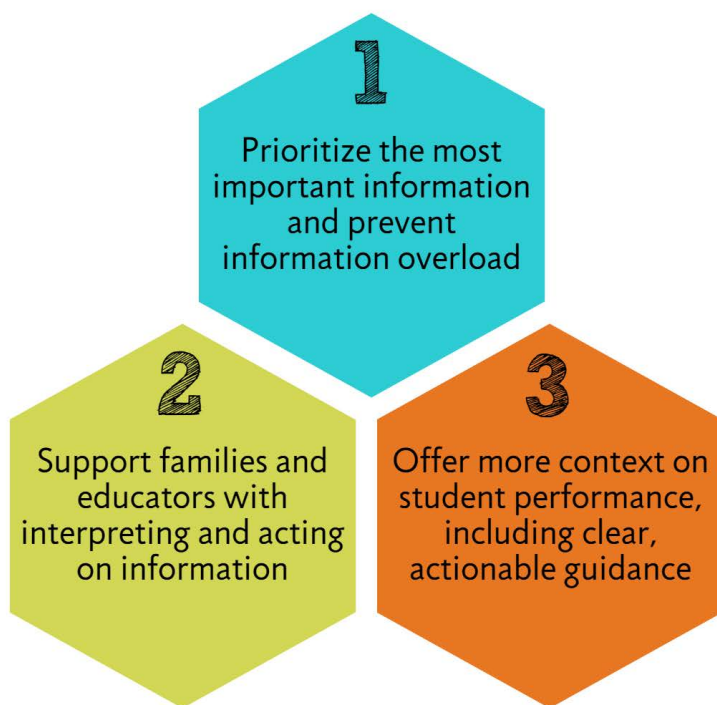 1
Prioritize the most
important information
and prevent
information overload
2
Support families and
educators with
interpreting and acting
on information
3
Offer more context on
student performance,
including clear,
actionable guidance